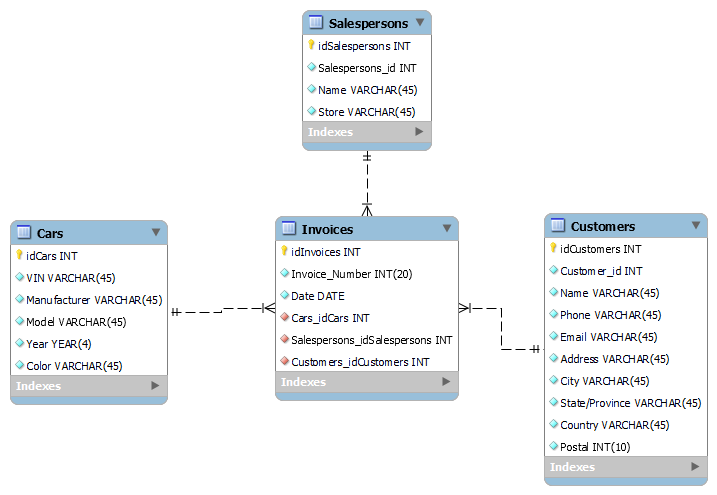 Salespersons
idSalespersons INT
Salespersons_id INT
Name VARCHAR(45)
Store VARCHAR(45)
Indexes
Cars
idCars INT
VIN VARCHAR(45)
Manufacturer VARCHAR(45)
Model VARCHAR(45)
Year YEAR(4)
Color VARCHAR(45)
Indexes
Invoices
idInvoices INT
Invoice_Number INT(20)
Date DATE
Cars_idCars INT
Salespersons_idSalespersons INT
Customers_idCustomers INT
Indexes
Customers
idCustomers INT
Customer_id INT
Name VARCHAR(45)
Phone VARCHAR(45)
Email VARCHAR(45)
Address VARCHAR(45)
City VARCHAR(45)
State/Province VARCHAR(45)
Country VARCHAR(45)
Postal INT(10)
Indexes